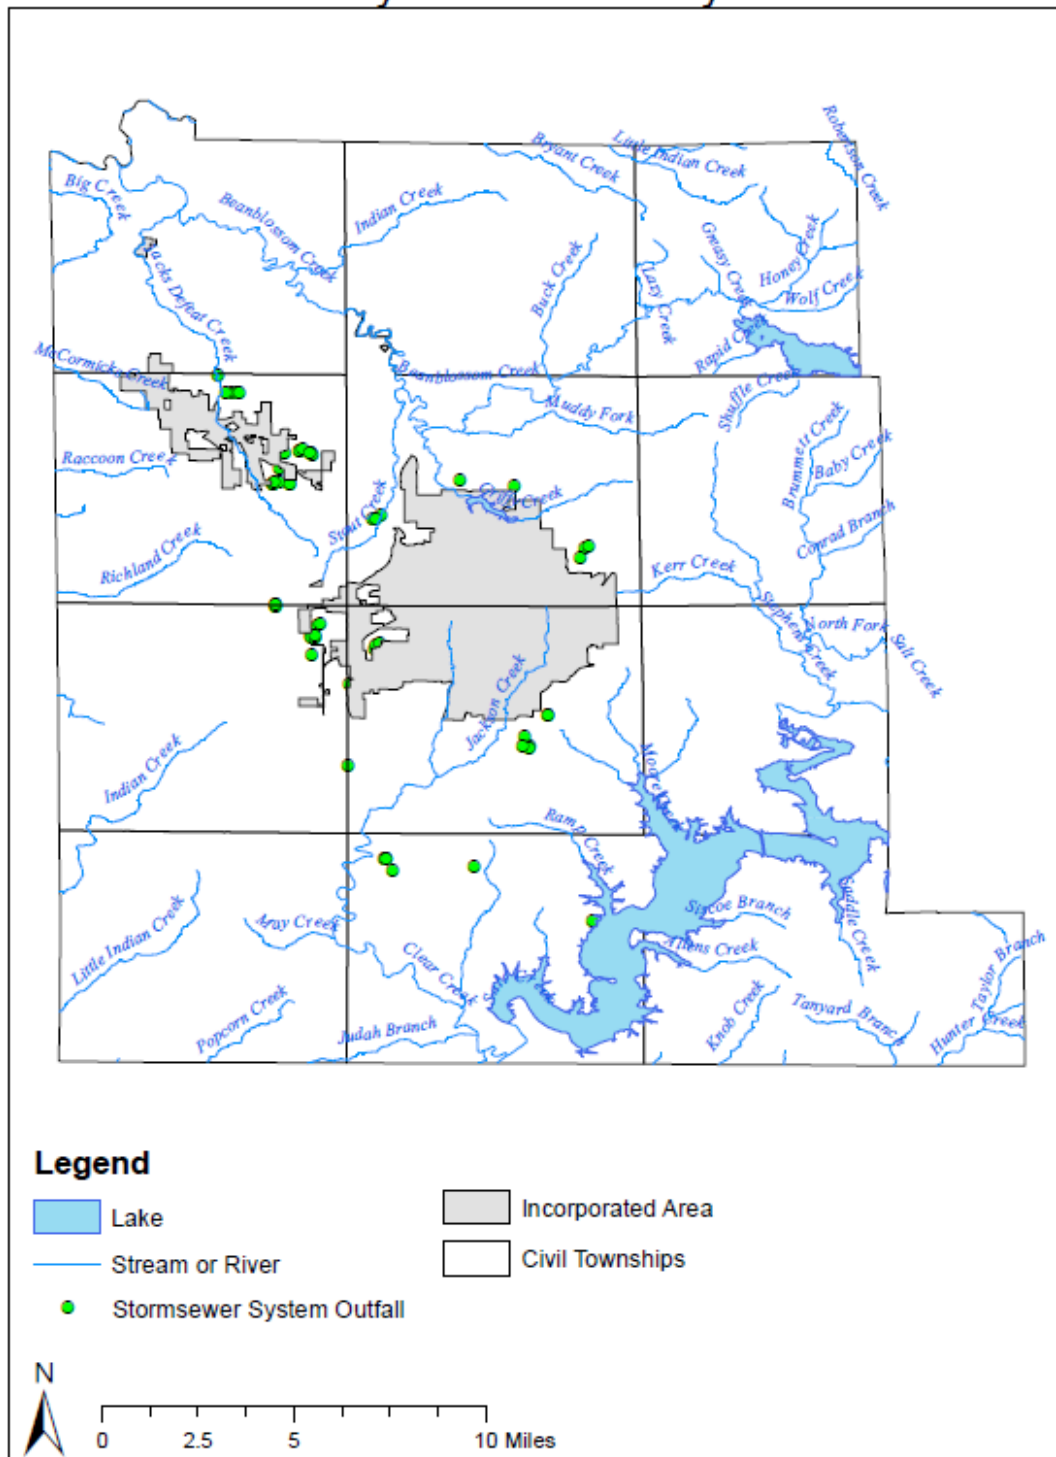 Robertson Creek
Little Indian Creek
Bryant Creek
Big Creek
Beanblossom Creek
Indian Creek
Greasy Creek
Honey Creek
Buck Creek
Lazy Creek
Wolf Creek
Jacks Defeat Creek
Rapid Creek
McCormicks Creek
Beanblossom Creek
Shuffle Creek
Muddy Fork
Brummett Creek
Baby Creek
Raccoon Creek
Stout Creek
Conrad Branch
Richland Creek
Kerr Creek
Stephens Creek
North Fork Salt Creek
Jackson Creek
Indian Creek
Moore
Ramp Creek
Saddle Creek
Siscoe Branch
Little Indian Creek
Clear Creek
Allens Creek
Taylor Branch
Knob Creek
Tanyard Branc
Popcorn Creek
Judah Branch
Hunter Creek
Legend
Lake
Incorporated Area
Stream or River
Civil Townships
Stormsewer System Outfall
N
0 2.5 5 10 Miles